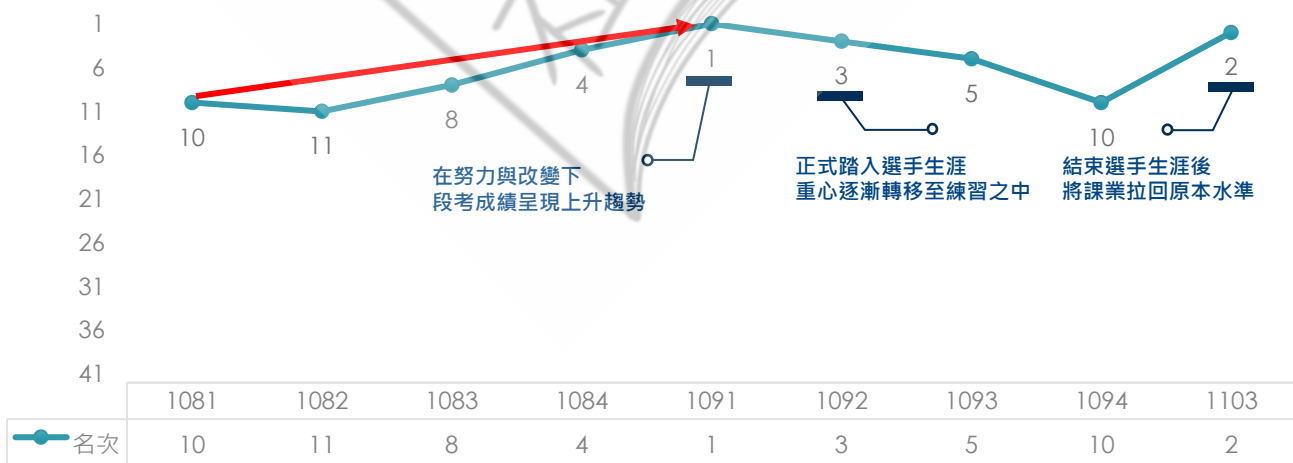 1
6
11
16
21
26
31
36
41
10
11
8
4
1
3
5
10
2
在努力與改變下
段考成績呈現上升趨勢
正式踏入選手生涯
重心逐漸轉移至練習之中
結束選手生涯後
將課業拉回原本水準
1081 1082 1083 1084 1091 1092 1093 1094 1103
名次 10 11 8 4 1 3 5 10 2